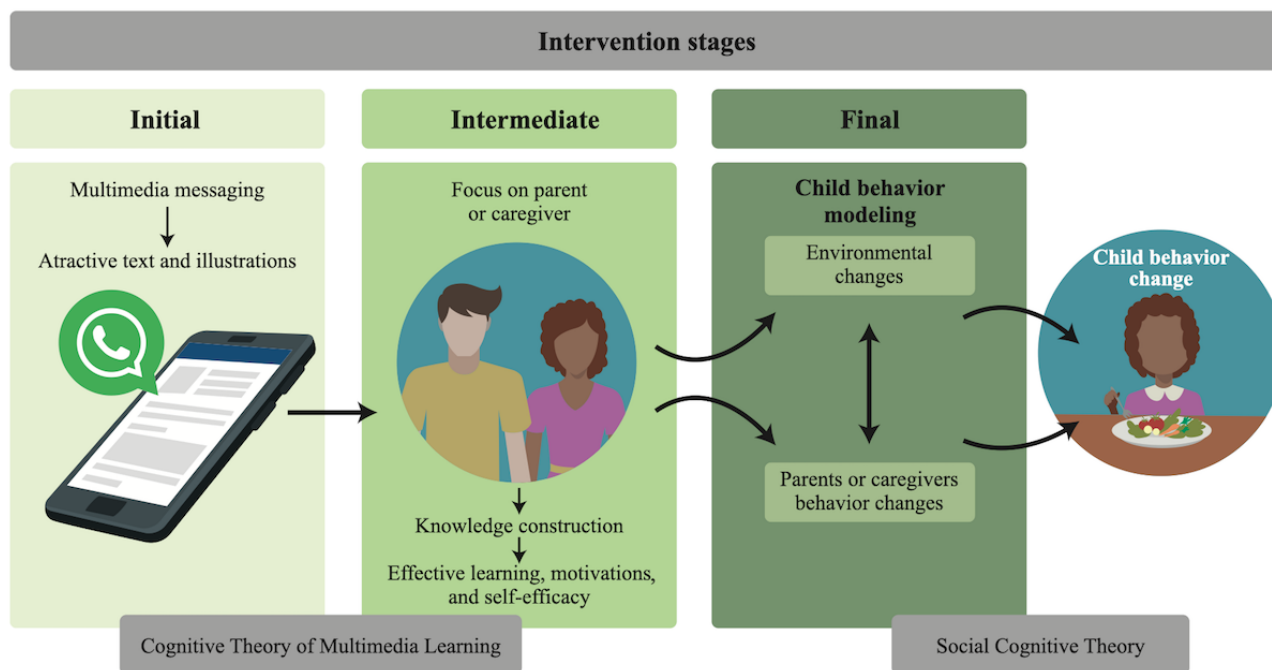 Intervention stages
Initial
Intermediate
Final
Multimedia messaging
Atractive text and illustrations
Focus on parent
or caregiver
Knowledge construction
Effective learning, motivations,
and self-efficacy
Child behavior
modeling
Environmental
changes
Parents or caregivers
behavior changes
Child behavior
change
Cognitive Theory of Multimedia Learning
Social Cognitive Theory